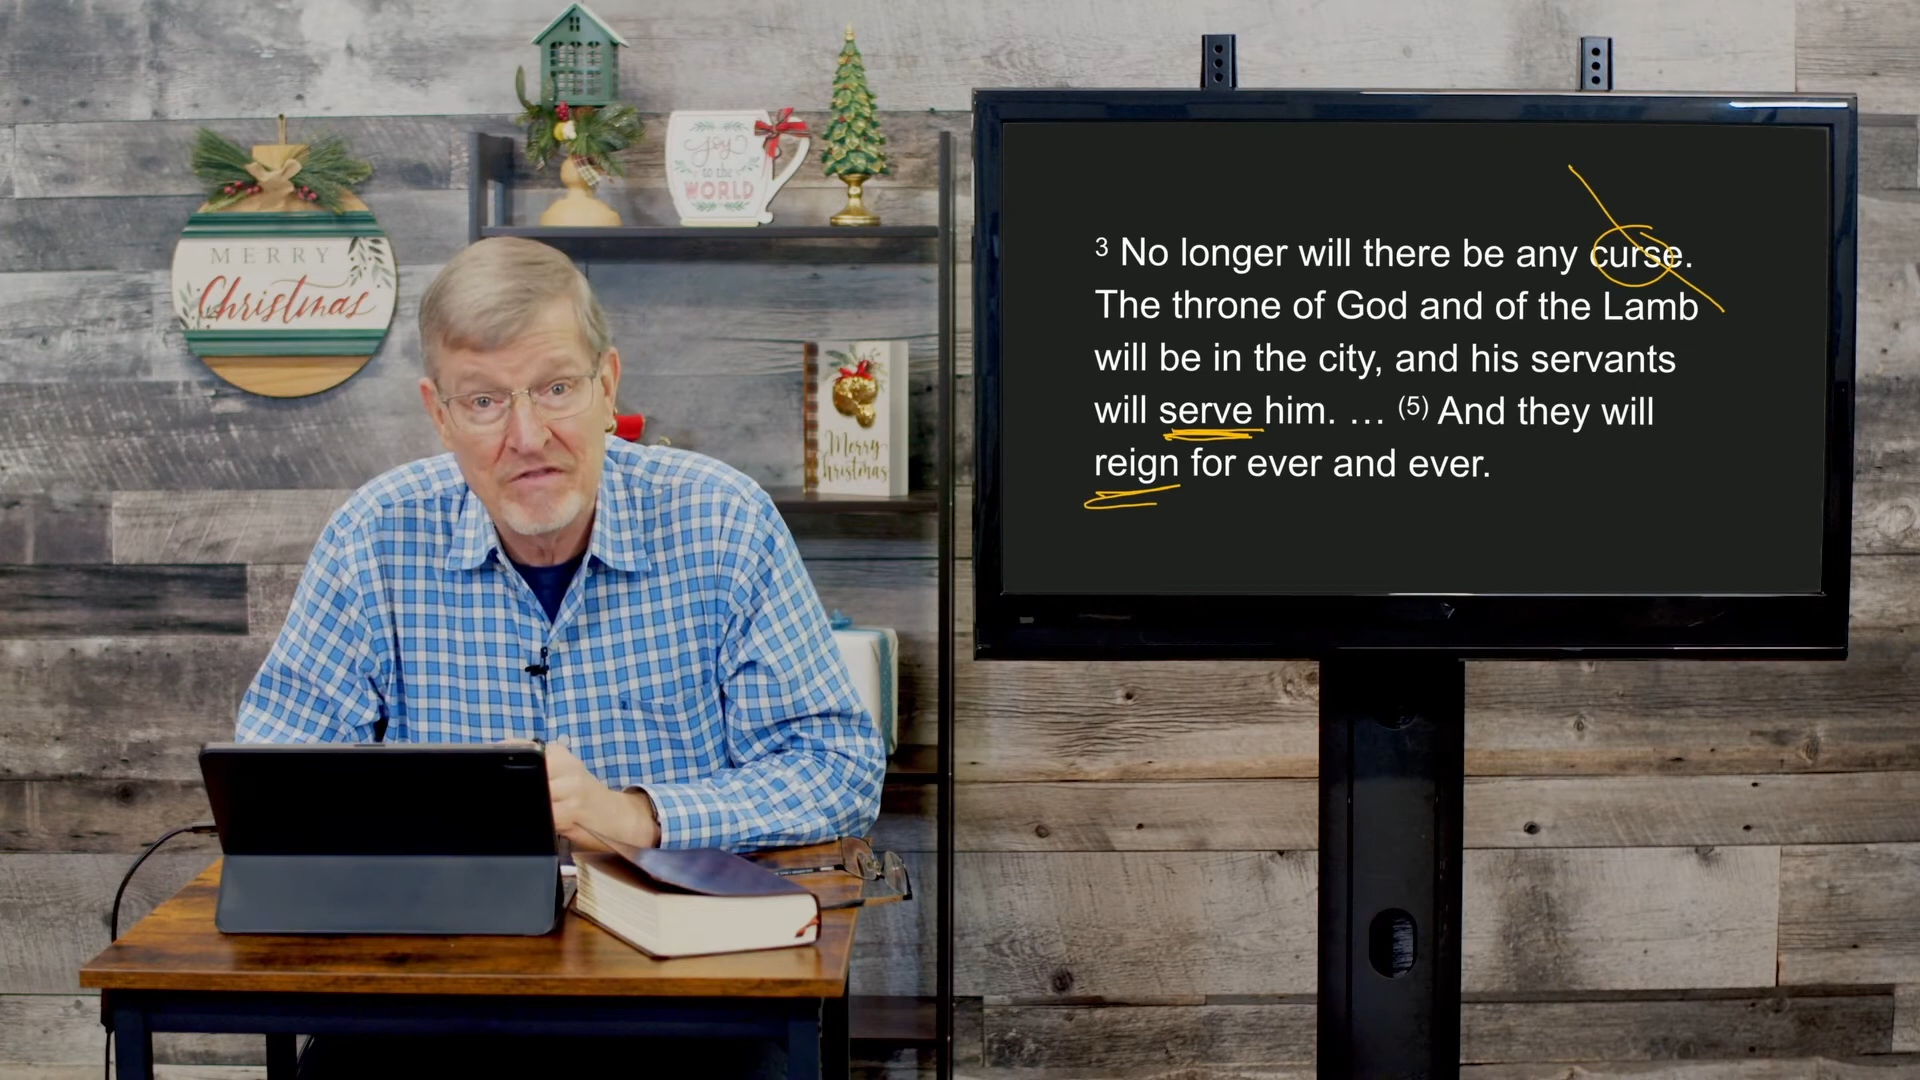 MERRY
Christmas
joy
to the
WORLD
Merry
Christmas
3 No longer will there be any curse.
The throne of God and of the Lamb
will be in the city, and his servants
will serve him. … (5) And they will
reign for ever and ever.